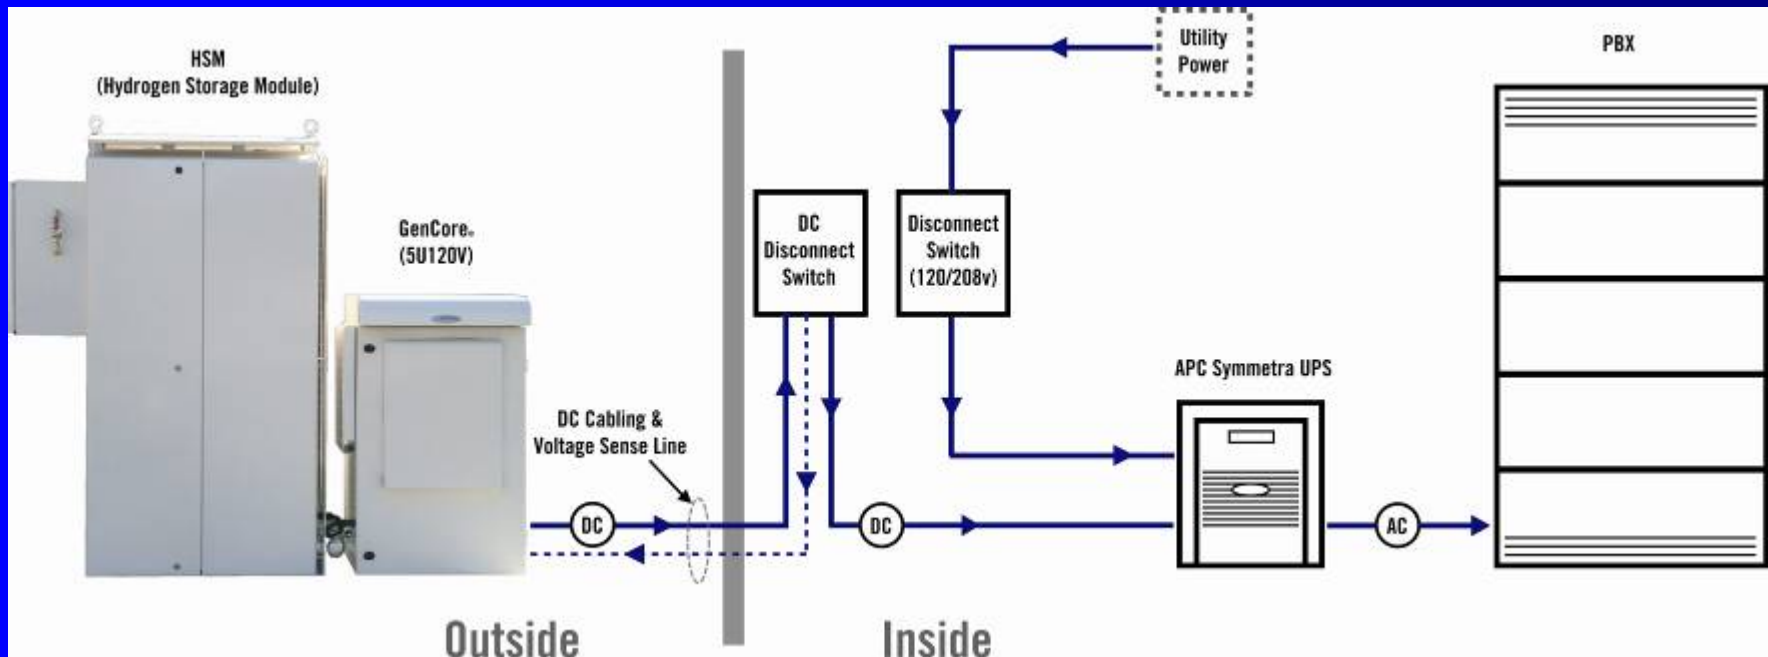 HSM
(Hydrogen Storage Module)
GenCore®
(5U120V)
DC Cabling &
Voltage Sense Line
DC
Outside
DC
Disconnect
Switch
Disconnect
Switch
(120/208v)
Utility
Power
DC
APC Symmetra UPS
AC
PBX
Inside